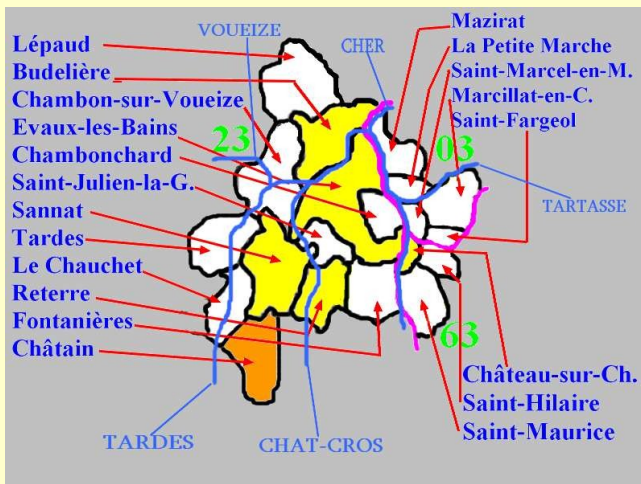 Lépaud
Budelière
Chambon-sur-Voueize
Evaux-les-Bains
Chambonchard
Saint-Julien-la-G.
Sannat
Tardes
Le Chauchet
Reterre
Fontanières
Châtain
VOUEIZE
CHER
23
03
63
TARDES
CHAT-CROS
TARTASSE
Mazirat
La Petite Marche
Saint-Marcel-en-M.
Marcillat-en-C.
Saint-Fargeol
Château-sur-Ch.
Saint-Hilaire
Saint-Maurice